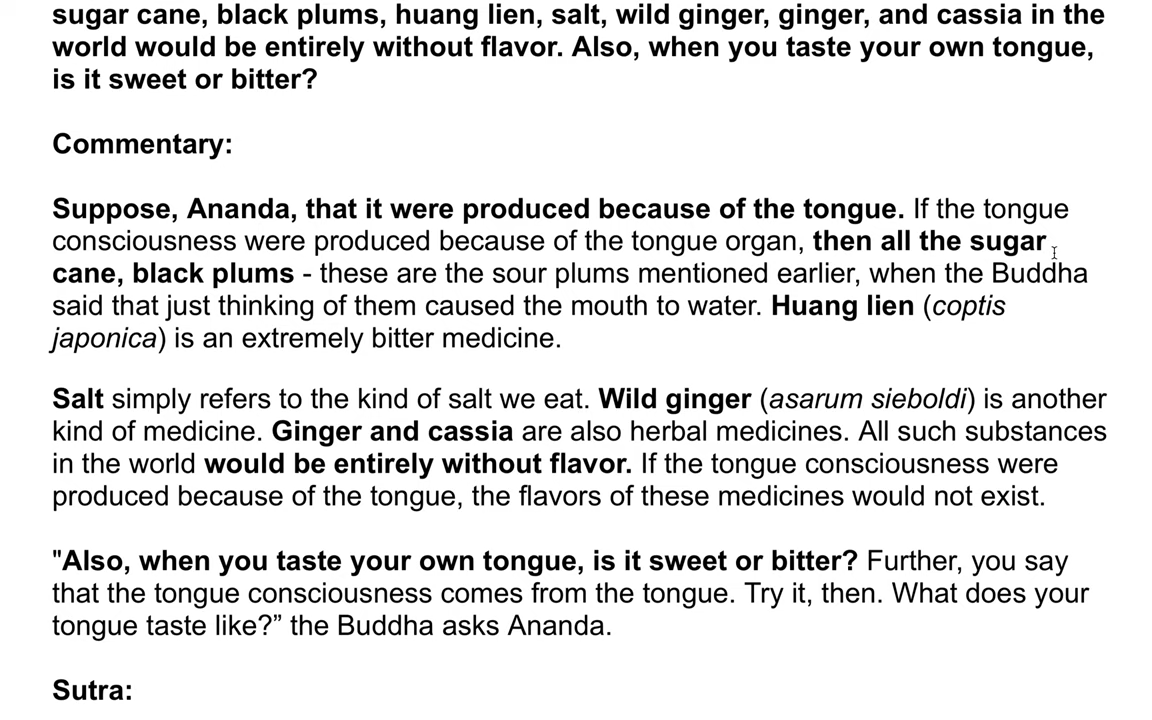 sugar cane, black plums, huang lien, salt, wild ginger, ginger, and cassia in the
world would be entirely without flavor. Also, when you taste your own tongue,
is it sweet or bitter?
Commentary:
Suppose, Ananda, that it were produced because of the tongue. If the tongue
consciousness were produced because of the tongue organ, then all the sugar
cane, black plums - these are the sour plums mentioned earlier, when the Buddha
said that just thinking of them caused the mouth to water. Huang lien (coptis
japonica) is an extremely bitter medicine.
Salt simply refers to the kind of salt we eat. Wild ginger (asarum sieboldi) is another
kind of medicine. Ginger and cassia are also herbal medicines. All such substances
in the world would be entirely without flavor. If the tongue consciousness were
produced because of the tongue, the flavors of these medicines would not exist.
"Also, when you taste your own tongue, is it sweet or bitter? Further, you say
that the tongue consciousness comes from the tongue. Try it, then. What does your
tongue taste like?” the Buddha asks Ananda.
Sutra: